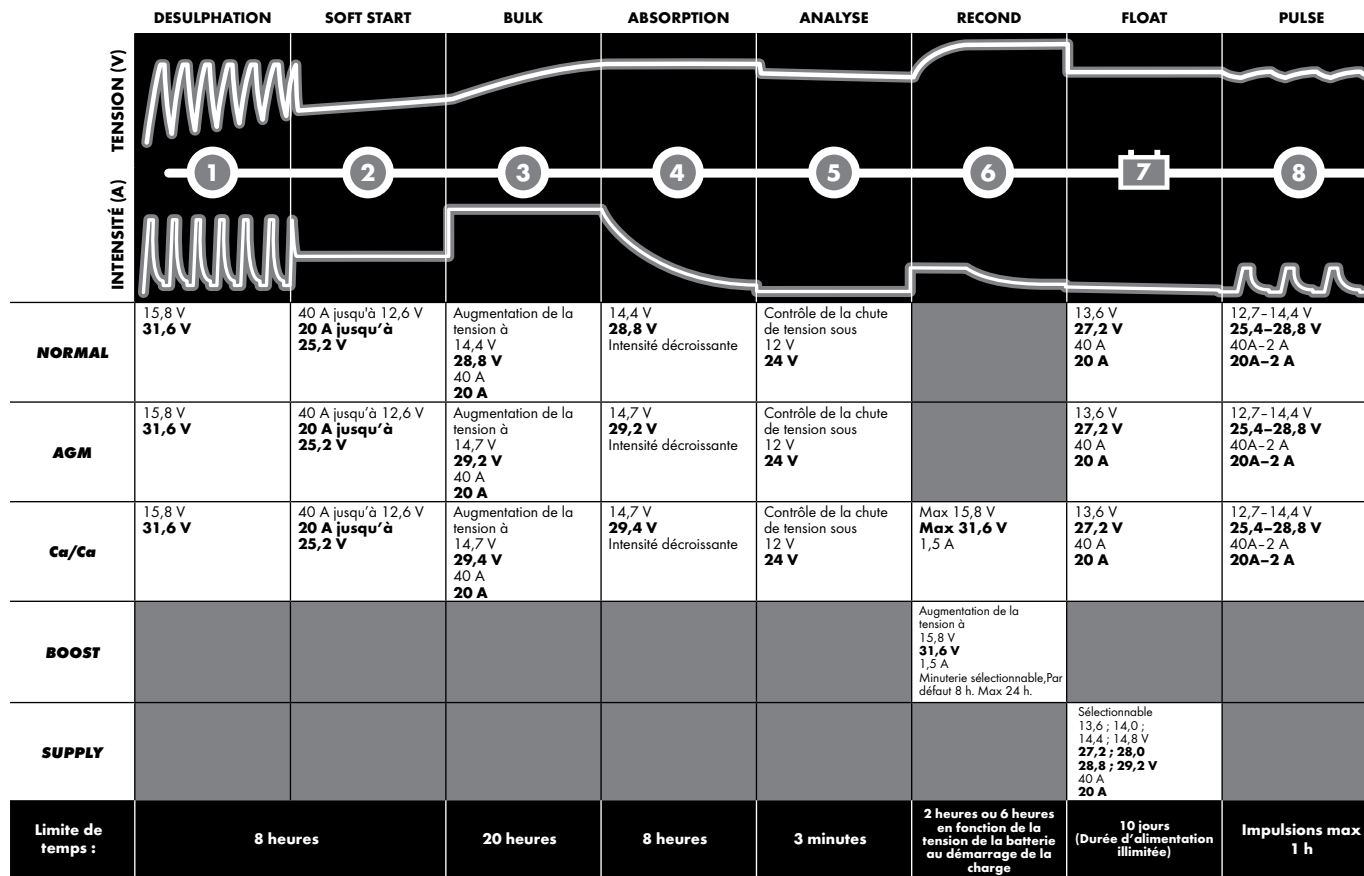 DESULPHATION SOFT START BULK ABSORPTION ANALYSE RECOND FLOAT PULSE
TENSION (V)
1 2 3 4 5 6 7 8
INTENSITÉ (A)
NORMAL
15,8 V
31,6 V
40 A jusqu'à 12,6 V
20 A jusqu'à
25,2 V
Augmentation de la
tension à
14,4 V
28,8 V
40 A
20 A
14,4 V
28,8 V
Intensité décroissante
Contrôle de la chute
de tension sous
12 V
24 V
13,6 V
27,2 V
40 A
20 A
12,7–14,4 V
25,4–28,8 V
40A–2 A
20A–2 A
AGM
15,8 V
31,6 V
40 A jusqu'à 12,6 V
20 A jusqu'à
25,2 V
Augmentation de la
tension à
14,7 V
29,2 V
40 A
20 A
14,7 V
29,2 V
Intensité décroissante
Contrôle de la chute
de tension sous
12 V
24 V
13,6 V
27,2 V
40 A
20 A
12,7–14,4 V
25,4–28,8 V
40A–2 A
20A–2 A
Ca/Ca
15,8 V
31,6 V
40 A jusqu'à 12,6 V
20 A jusqu'à
25,2 V
Augmentation de la
tension à
14,7 V
29,4 V
40 A
20 A
14,7 V
29,4 V
Intensité décroissante
Contrôle de la chute
de tension sous
12 V
24 V
Max 15,8 V
Max 31,6 V
1,5 A
13,6 V
27,2 V
40 A
20 A
12,7–14,4 V
25,4–28,8 V
40A–2 A
20A–2 A
BOOST
Augmentation de la
tension à
15,8 V
31,6 V
1,5 A
Minuterie sélectionnable,Par
défaut 8 h. Max 24 h.
SUPPLY
Sélectionnable
13,6 ; 14,0 ;
14,4 ; 14,8 V
27,2 ; 28,0
28,8 ; 29,2 V
40 A
20 A
Limite de
temps :
8 heures
20 heures
8 heures
3 minutes
2 heures ou 6 heures
en fonction de la
tension de la batterie
au démarrage de la
charge
10 jours
(Durée d'alimentation
illimitée)
Impulsions max
1 h